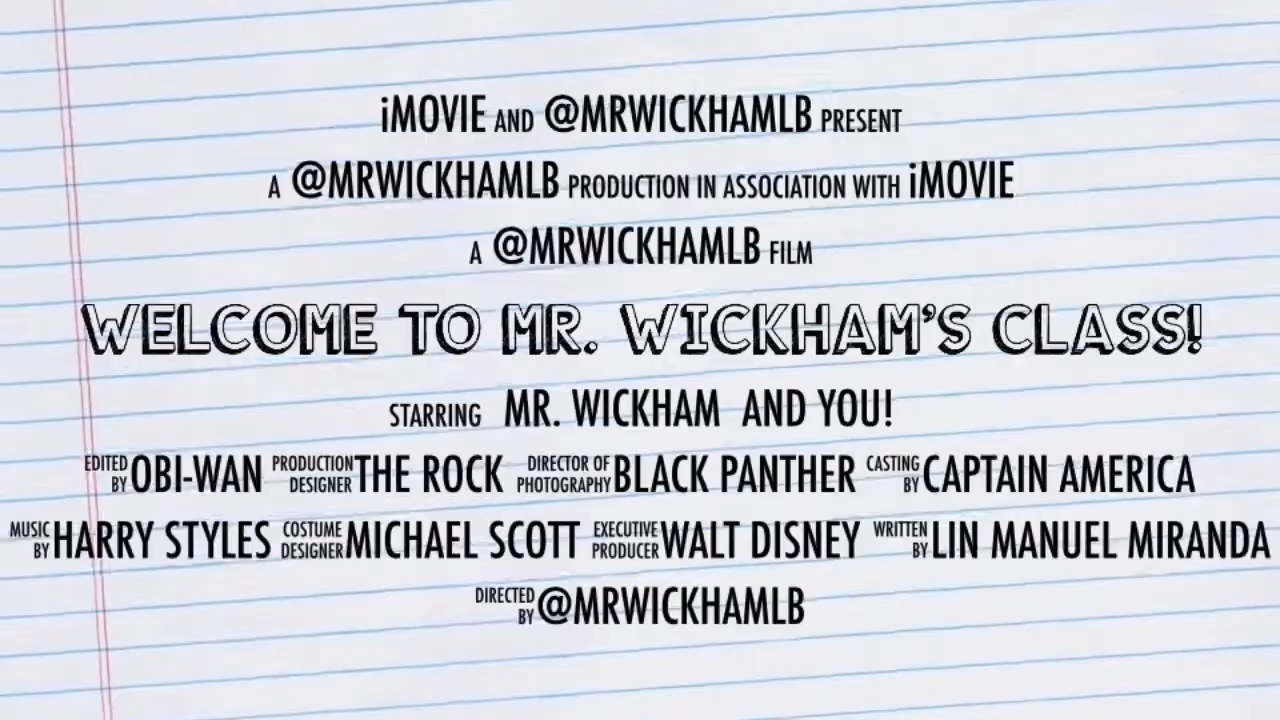 iMOVIE AND @MRWICKHAMLB PRESENT
A @MRWICKHAMLB PRODUCTION IN ASSOCIATION WITH iMOVIE
A @MRWICKHAMLB FILM
WELCOME TO MR. WICKHAM'S CLASS!
STARRING MR. WICKHAM AND YOU!
EDITED BY OBI-WAN PRODUCTION DESIGNER THE ROCK DIRECTOR OF PHOTOGRAPHY BLACK PANTHER CASTING BY CAPTAIN AMERICA
MUSIC BY HARRY STYLES COSTUME DESIGNER MICHAEL SCOTT EXECUTIVE PRODUCER WALT DISNEY WRITTEN BY LIN MANUEL MIRANDA
DIRECTED BY @MRWICKHAMLB